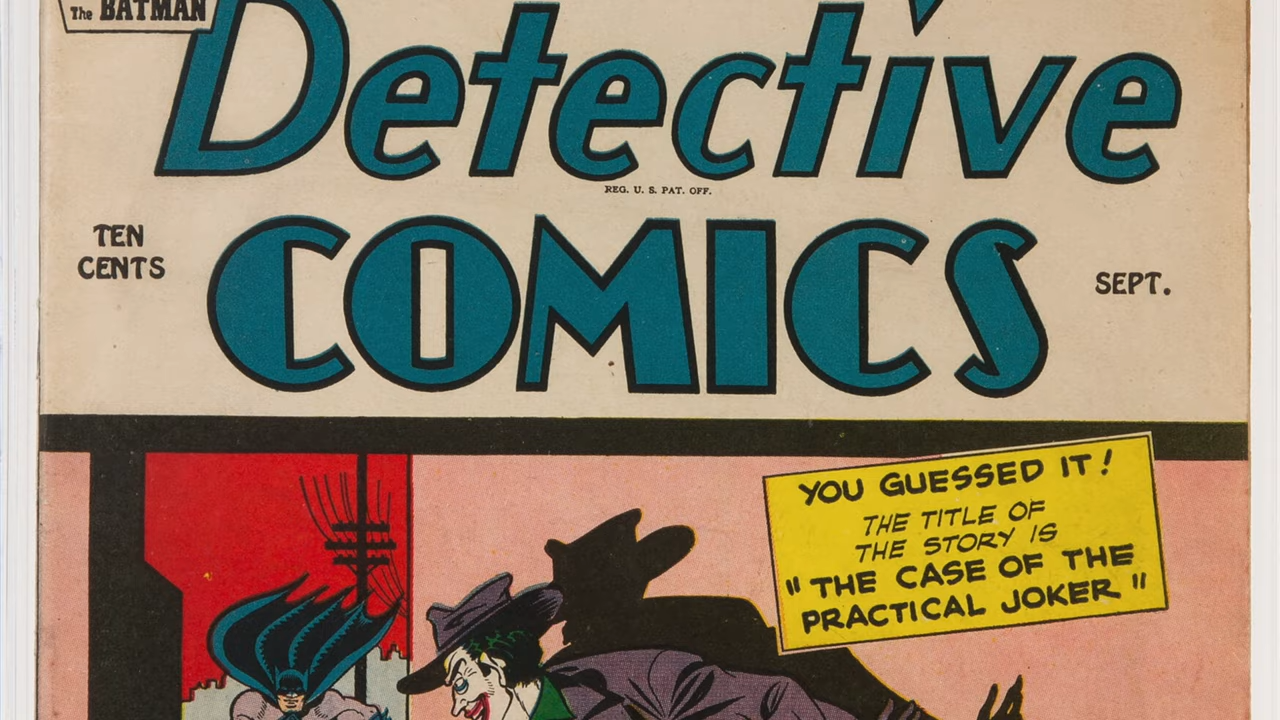 The BATMAN
Detective
REG. U. S. PAT. OFF.
COMICS
TEN
CENTS
SEPT.
YOU GUESSED IT!
THE TITLE OF
THE STORY IS
"THE CASE OF THE
PRACTICAL JOKER"